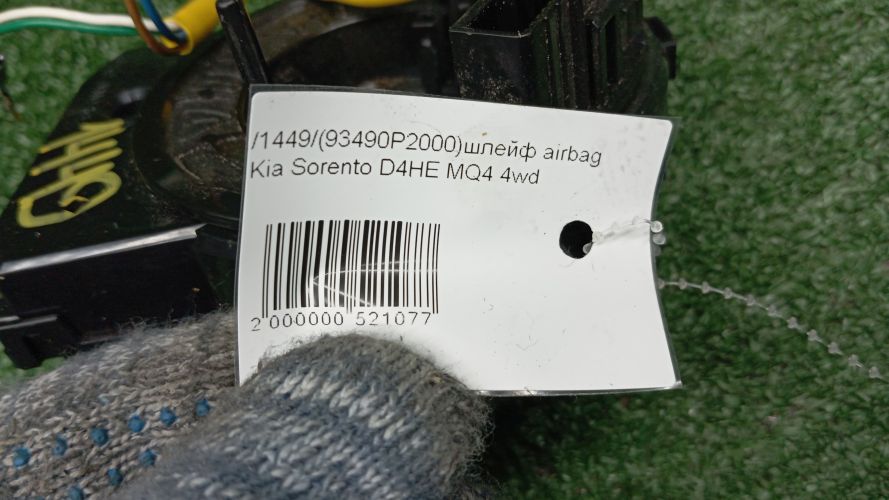 /1449/(93490P2000)шлейф airbag
Kia Sorento D4HE MQ4 4wd
2 000000 521077